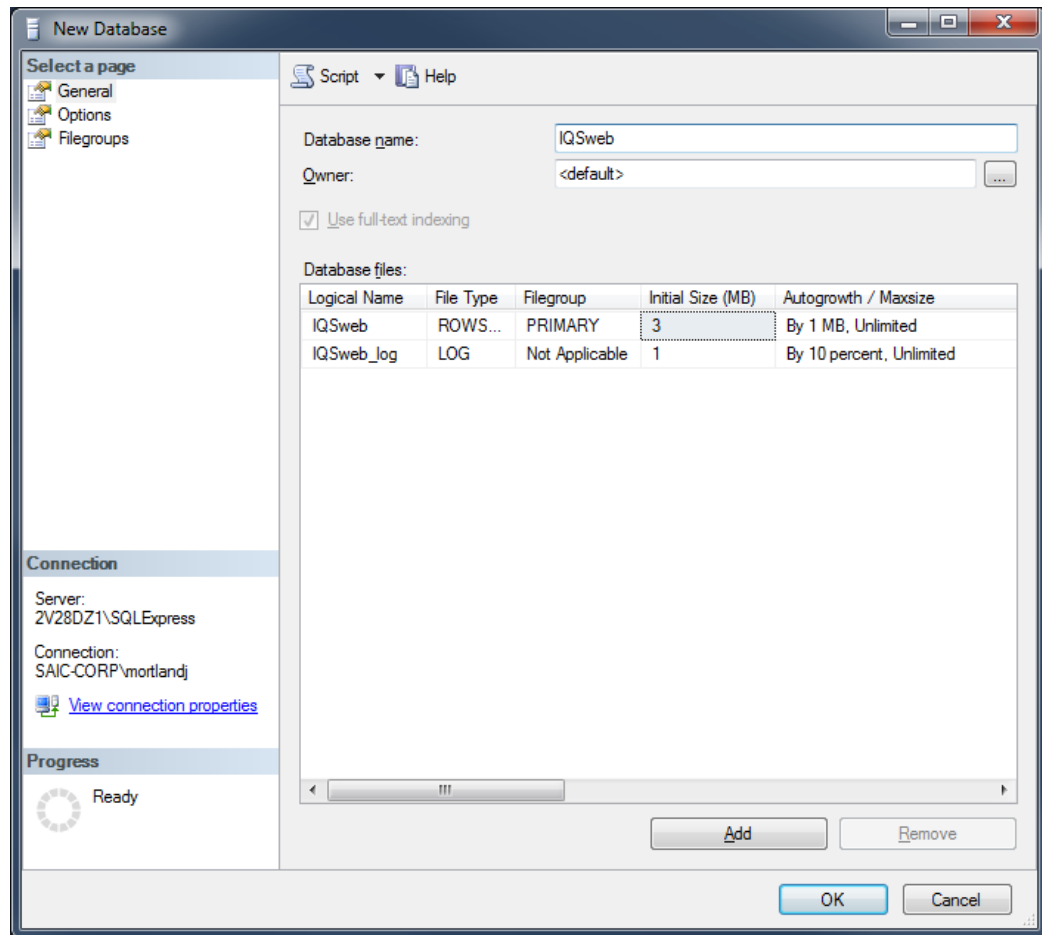 New Database
Select a page
General
Options
Filegroups
Script Help
Database name: IQSweb
Owner: <default> ...
Use full-text indexing
Database files:
Logical Name File Type Filegroup Initial Size (MB) Autogrowth / Maxsize
IQSweb ROWS... PRIMARY 3 By 1 MB, Unlimited
IQSweb_log LOG Not Applicable 1 By 10 percent, Unlimited
Connection
Server:
2V28DZ1\SQLExpress
Connection:
SAIC-CORP\mortlandj
View connection properties
Progress
Ready
Add Remove
OK Cancel